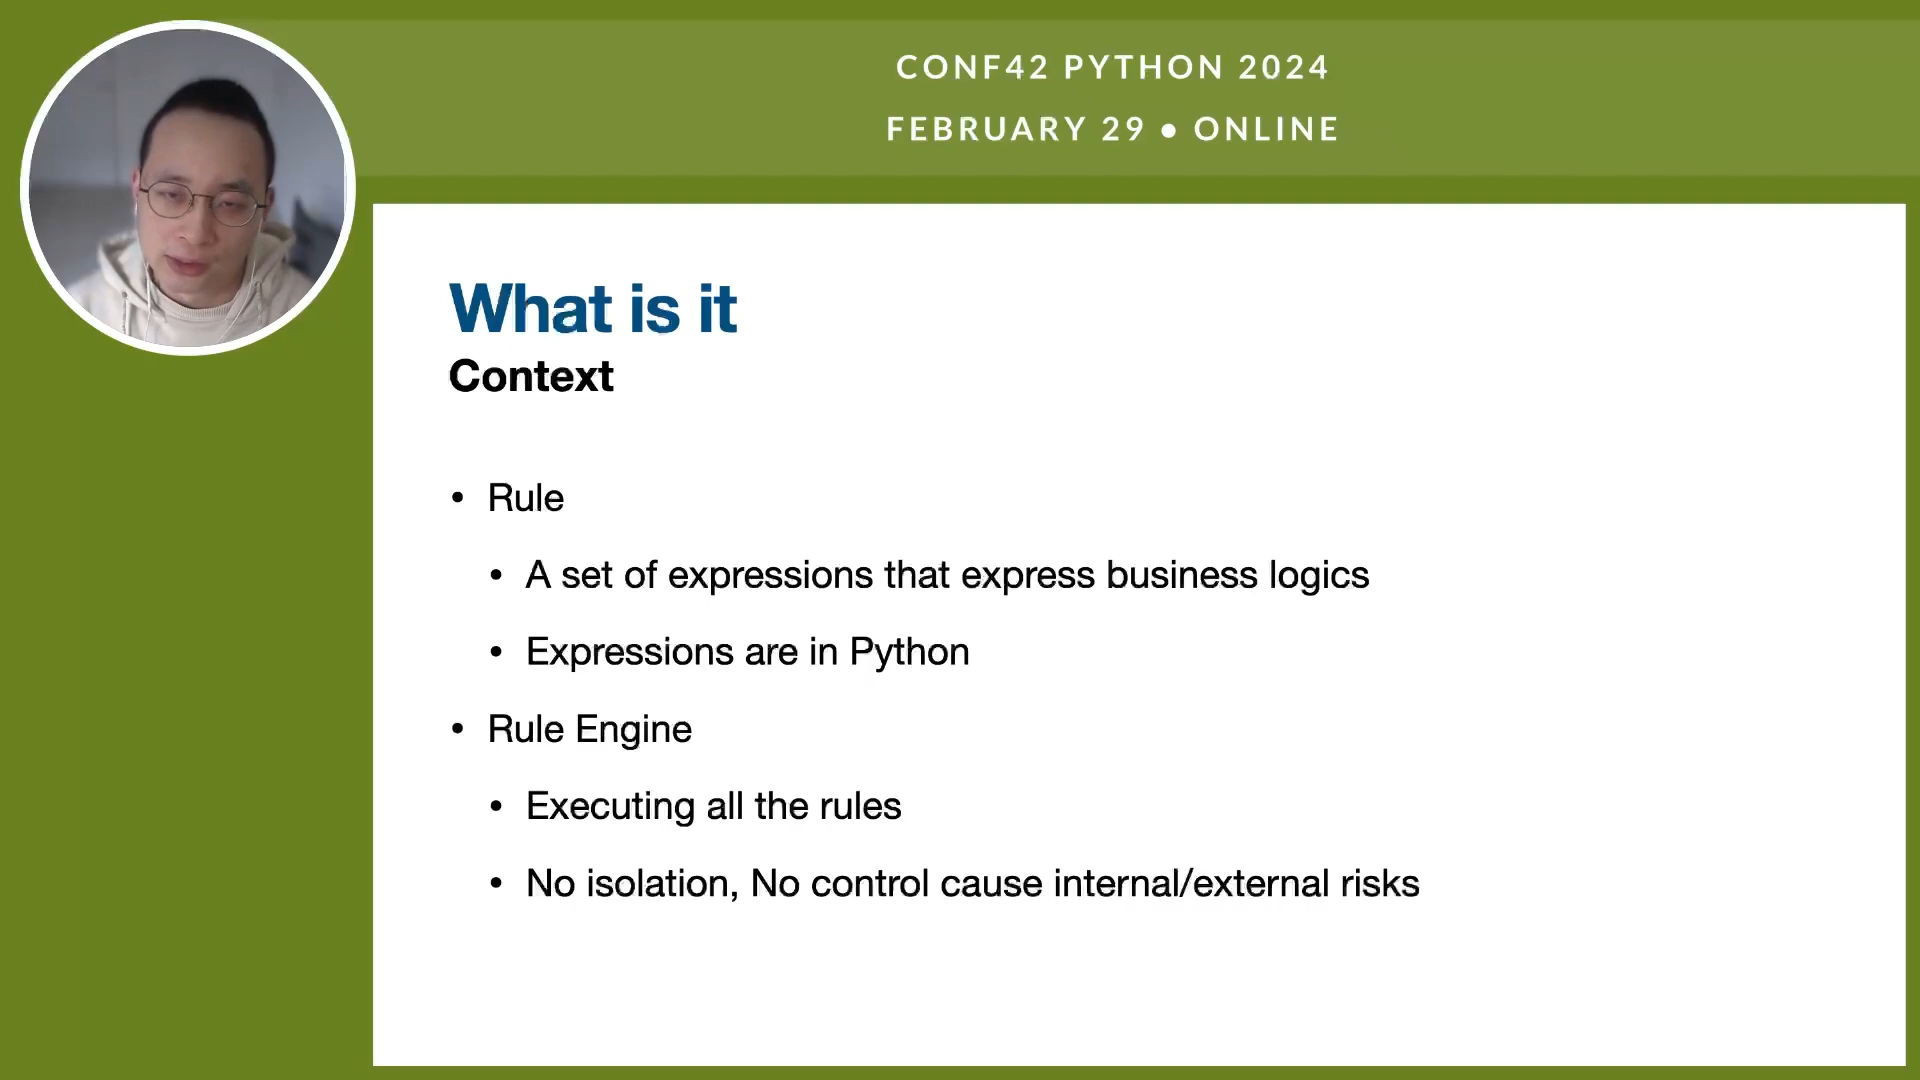 CONF42 PYTHON 2024
FEBRUARY 29 • ONLINE
What is it
Context
• Rule
• A set of expressions that express business logics
• Expressions are in Python
• Rule Engine
• Executing all the rules
• No isolation, No control cause internal/external risks